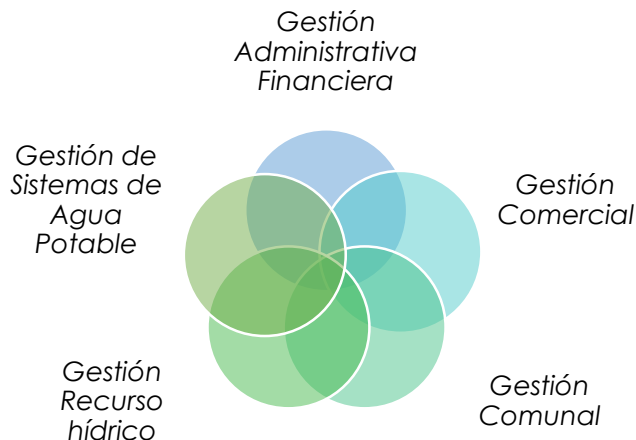 Gestión
Administrativa
Financiera
Gestión de
Sistemas de
Agua
Potable
Gestión
Comercial
Gestión
Recurso
hídrico
Gestión
Comunal